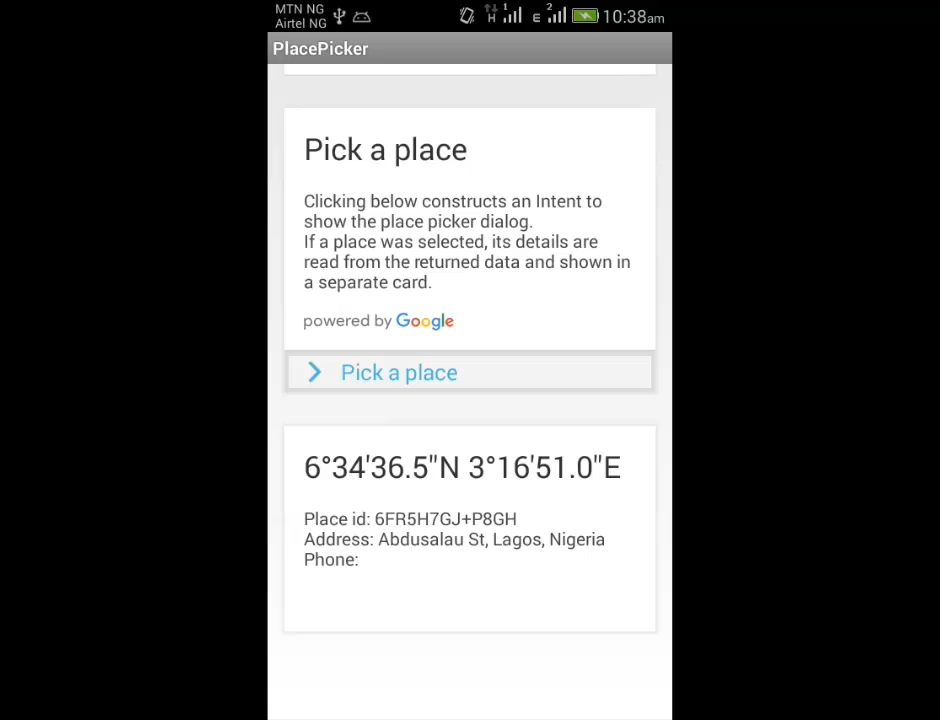 MTN NG
Airtel NG
H 1 E 2 10:38am
PlacePicker
Pick a place
Clicking below constructs an Intent to
show the place picker dialog.
If a place was selected, its details are
read from the returned data and shown in
a separate card.
powered by Google
Pick a place
6°34'36.5"N 3°16'51.0"E
Place id: 6FR5H7GJ+P8GH
Address: Abdusalau St, Lagos, Nigeria
Phone: